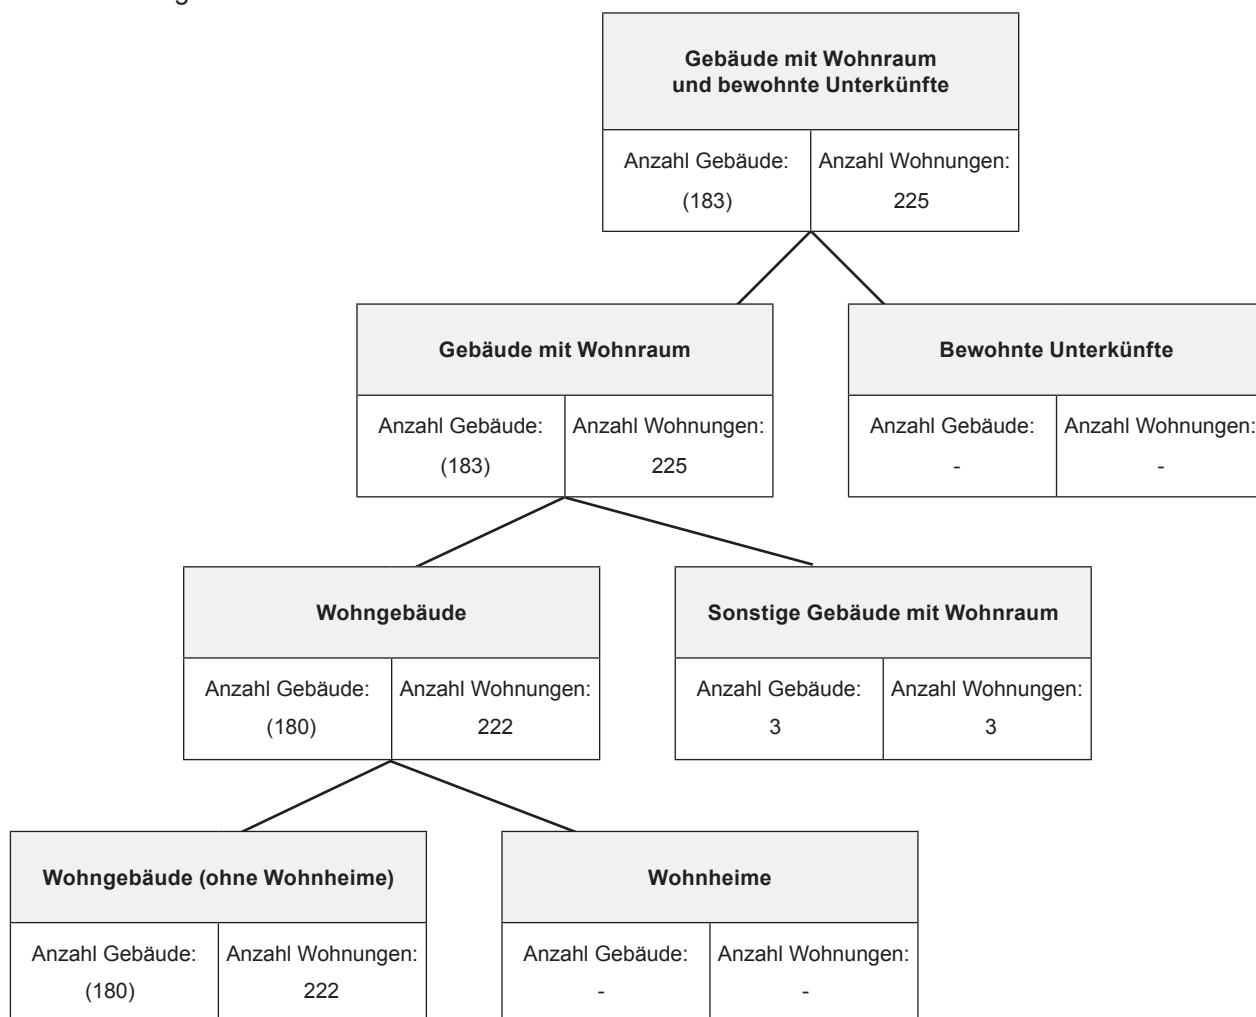 Gebäude mit Wohnraum
und bewohnte Unterkünfte
Anzahl Gebäude: Anzahl Wohnungen:
(183) 225
Gebäude mit Wohnraum
Bewohnte Unterkünfte
Anzahl Gebäude: Anzahl Wohnungen:
(183) 225
Anzahl Gebäude: Anzahl Wohnungen:
- -
Wohngebäude
Sonstige Gebäude mit Wohnraum
Anzahl Gebäude: Anzahl Wohnungen:
(180) 222
Anzahl Gebäude: Anzahl Wohnungen:
3 3
Wohngebäude (ohne Wohnheime)
Wohnheime
Anzahl Gebäude: Anzahl Wohnungen:
(180) 222
Anzahl Gebäude: Anzahl Wohnungen:
- -